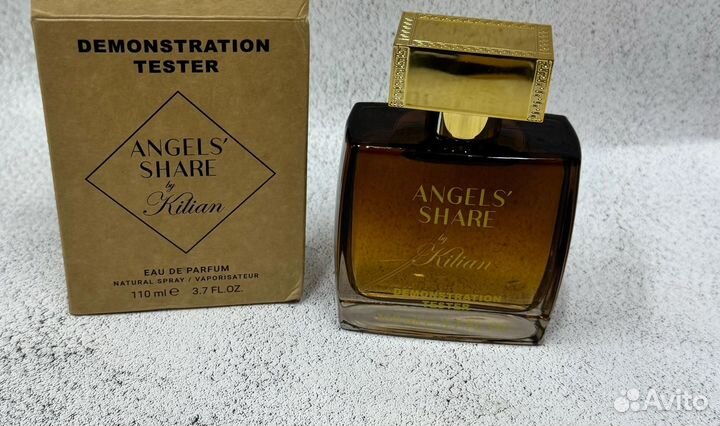 DEMONSTRATION
TESTER
ANGELS'
SHARE
by
Kilian
EAU DE PARFUM
NATURAL SPRAY / VAPORISATEUR
110 ml e 3.7 FL.OZ.
ANGELS'
SHARE
by
Kilian
DEMONSTRATION
TESTER
Avito